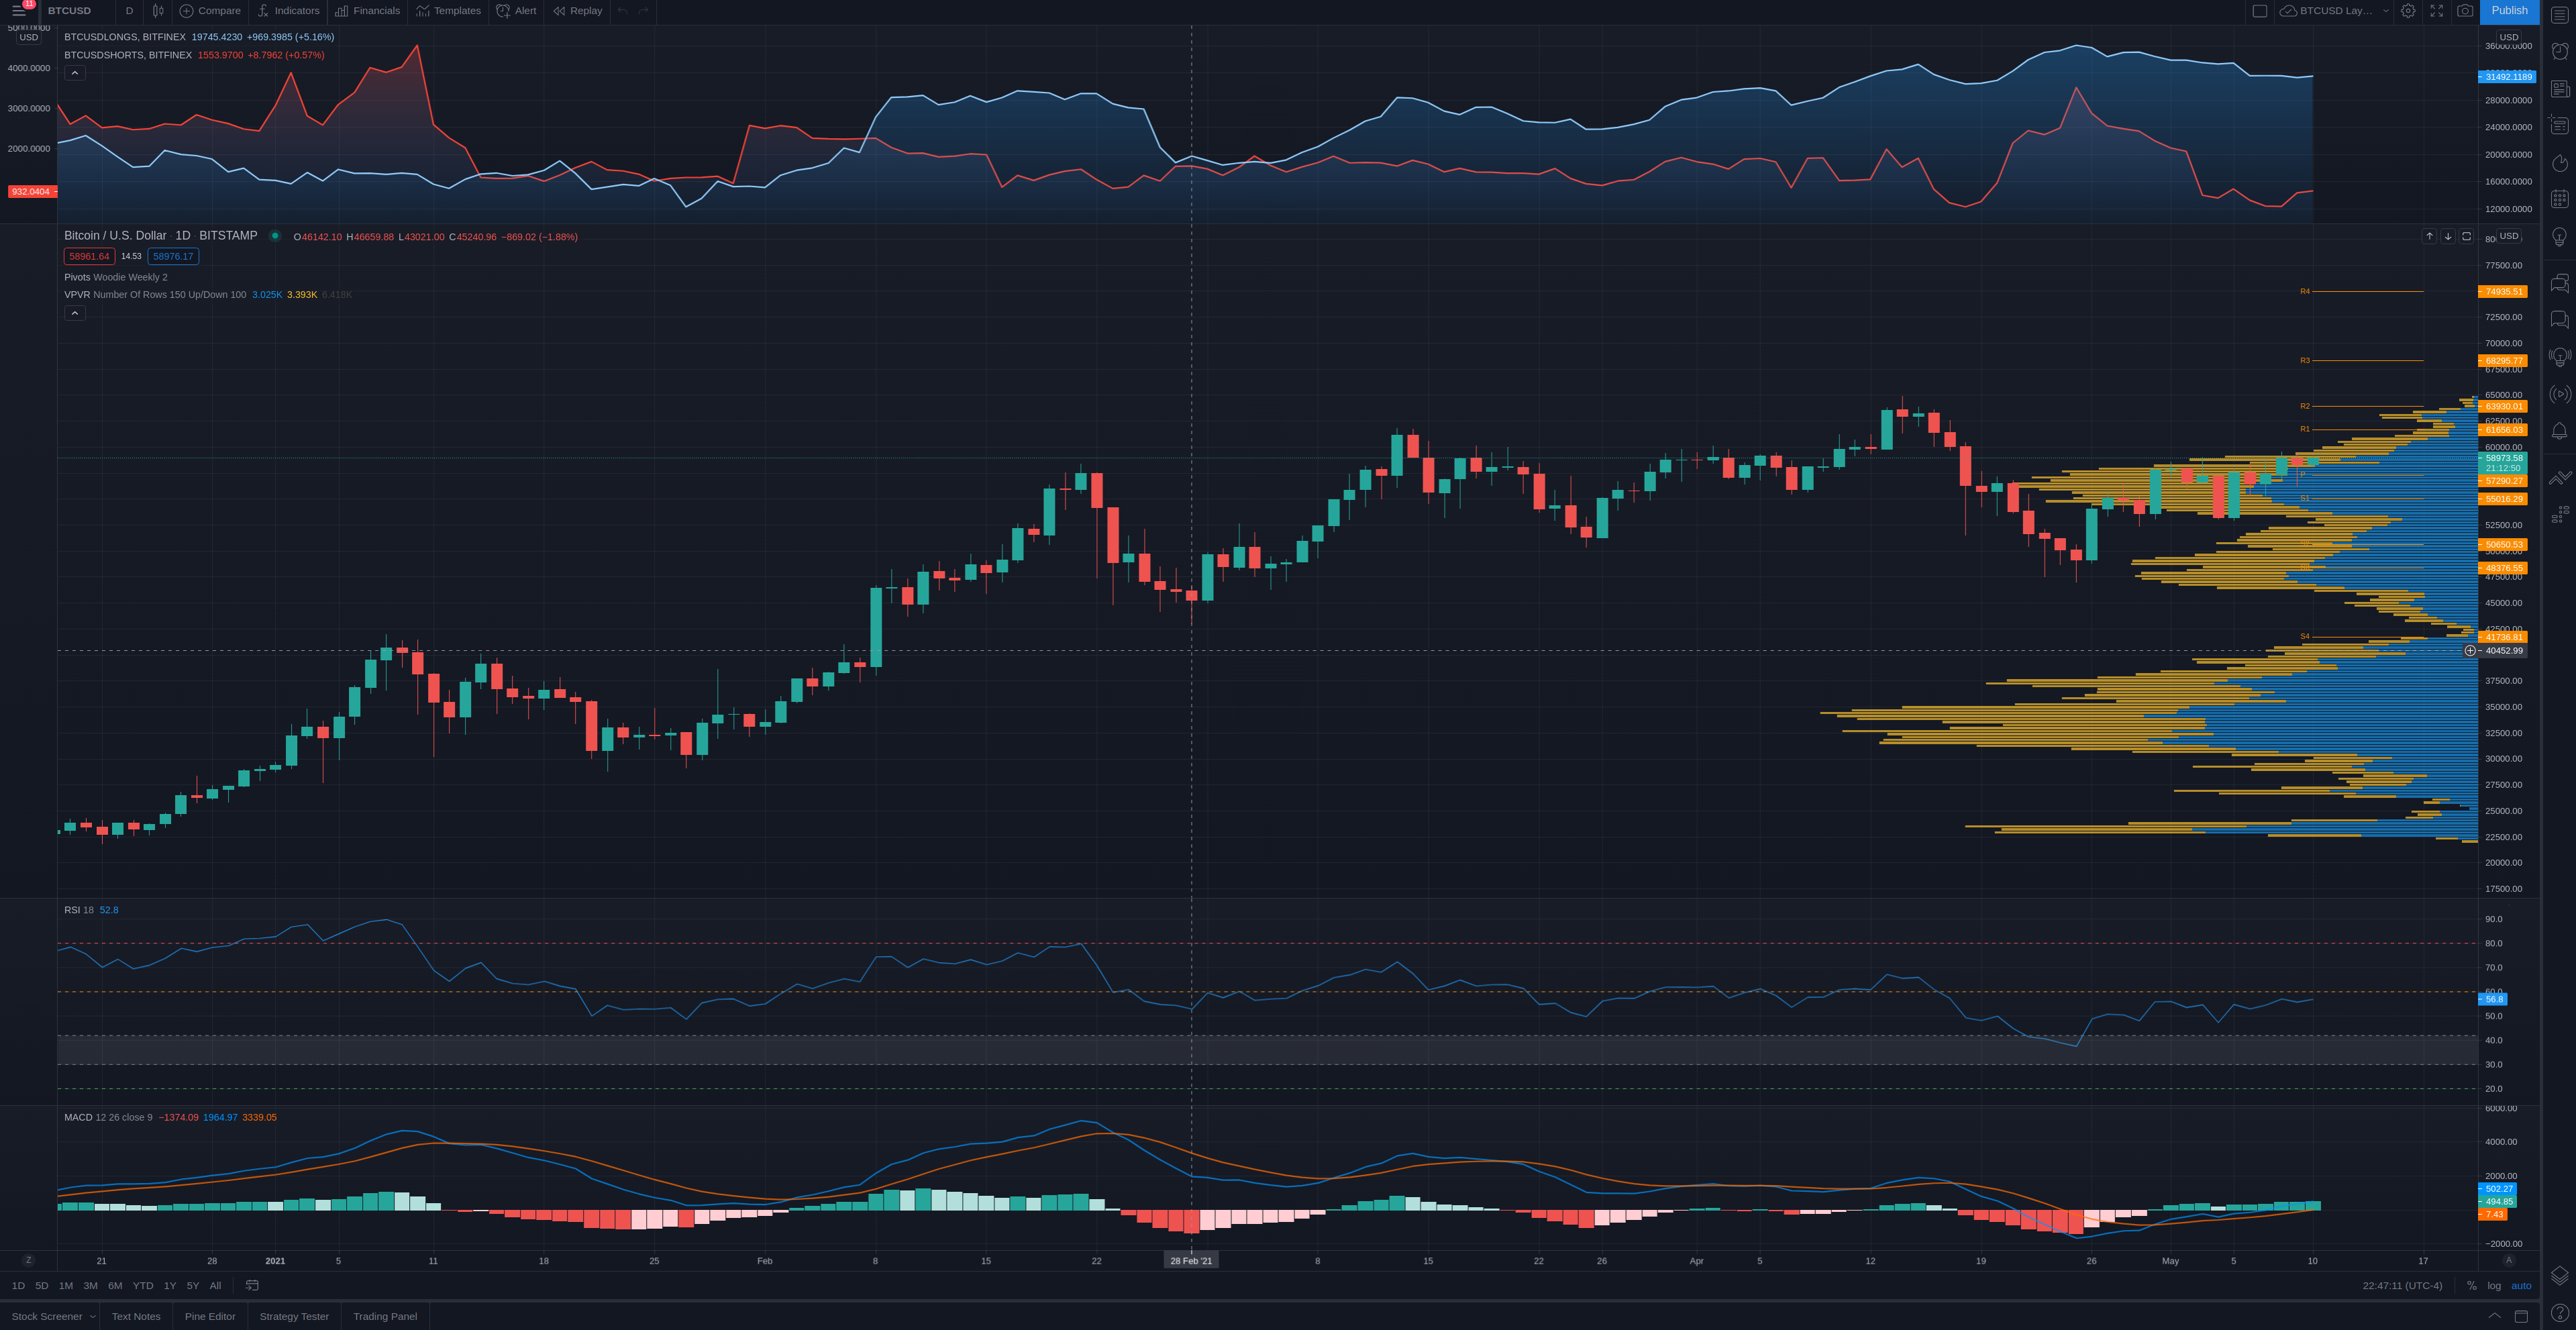 11
BTCUSD D Compare Indicators Financials Templates Alert Replay BTCUSD Lay... Publish
USD
4000.0000
3000.0000
2000.0000
932.0404
BTCUSDLONGS, BITFINEX 19745.4230 +969.3985 (+5.16%)
BTCUSDSHORTS, BITFINEX 1553.9700 +8.7962 (+0.57%)
USD
36000.0000
31492.1189
28000.0000
24000.0000
20000.0000
16000.0000
12000.0000
Bitcoin / U.S. Dollar 1D BITSTAMP O46142.10 H46659.88 L43021.00 C45240.96 −869.02 (−1.88%)
58961.64 14.53 58976.17
Pivots Woodie Weekly 2
VPVR Number Of Rows 150 Up/Down 100 3.025K 3.393K 6.418K
USD
77500.00
R4 74935.51
72500.00
70000.00
R3 68295.77
67500.00
65000.00
R2 63930.01
62500.00
R1 61656.03
60000.00
58973.58
21:12:50
P 57290.27
S1 55016.29
52500.00
50650.53
50000.00
48376.55
47500.00
45000.00
42500.00
S4 41736.81
40452.99
37500.00
35000.00
32500.00
30000.00
27500.00
25000.00
22500.00
20000.00
17500.00
RSI 18 52.8
90.0
80.0
70.0
60.0
56.8
50.0
40.0
30.0
20.0
MACD 12 26 close 9 −1374.09 1964.97 3339.05
6000.00
4000.00
2000.00
502.27
494.85
7.43
−2000.00
Z 21 28 2021 5 11 18 25 Feb 8 15 22 28 Feb '21 8 15 22 26 Apr 5 12 19 26 May 5 10 17 A
1D 5D 1M 3M 6M YTD 1Y 5Y All 22:47:11 (UTC-4) % log auto
Stock Screener Text Notes Pine Editor Strategy Tester Trading Panel